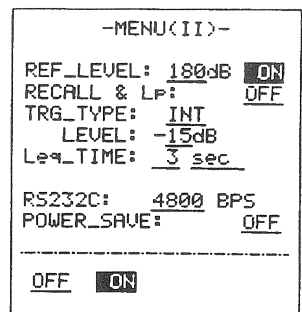 -MENU(II)-
REF_LEVEL: 180dB ON
RECALL & Lp: OFF
TRG_TYPE: INT
LEVEL: -15dB
Leq_TIME: 3 sec
RS232C: 4800 BPS
POWER_SAVE: OFF
OFF ON